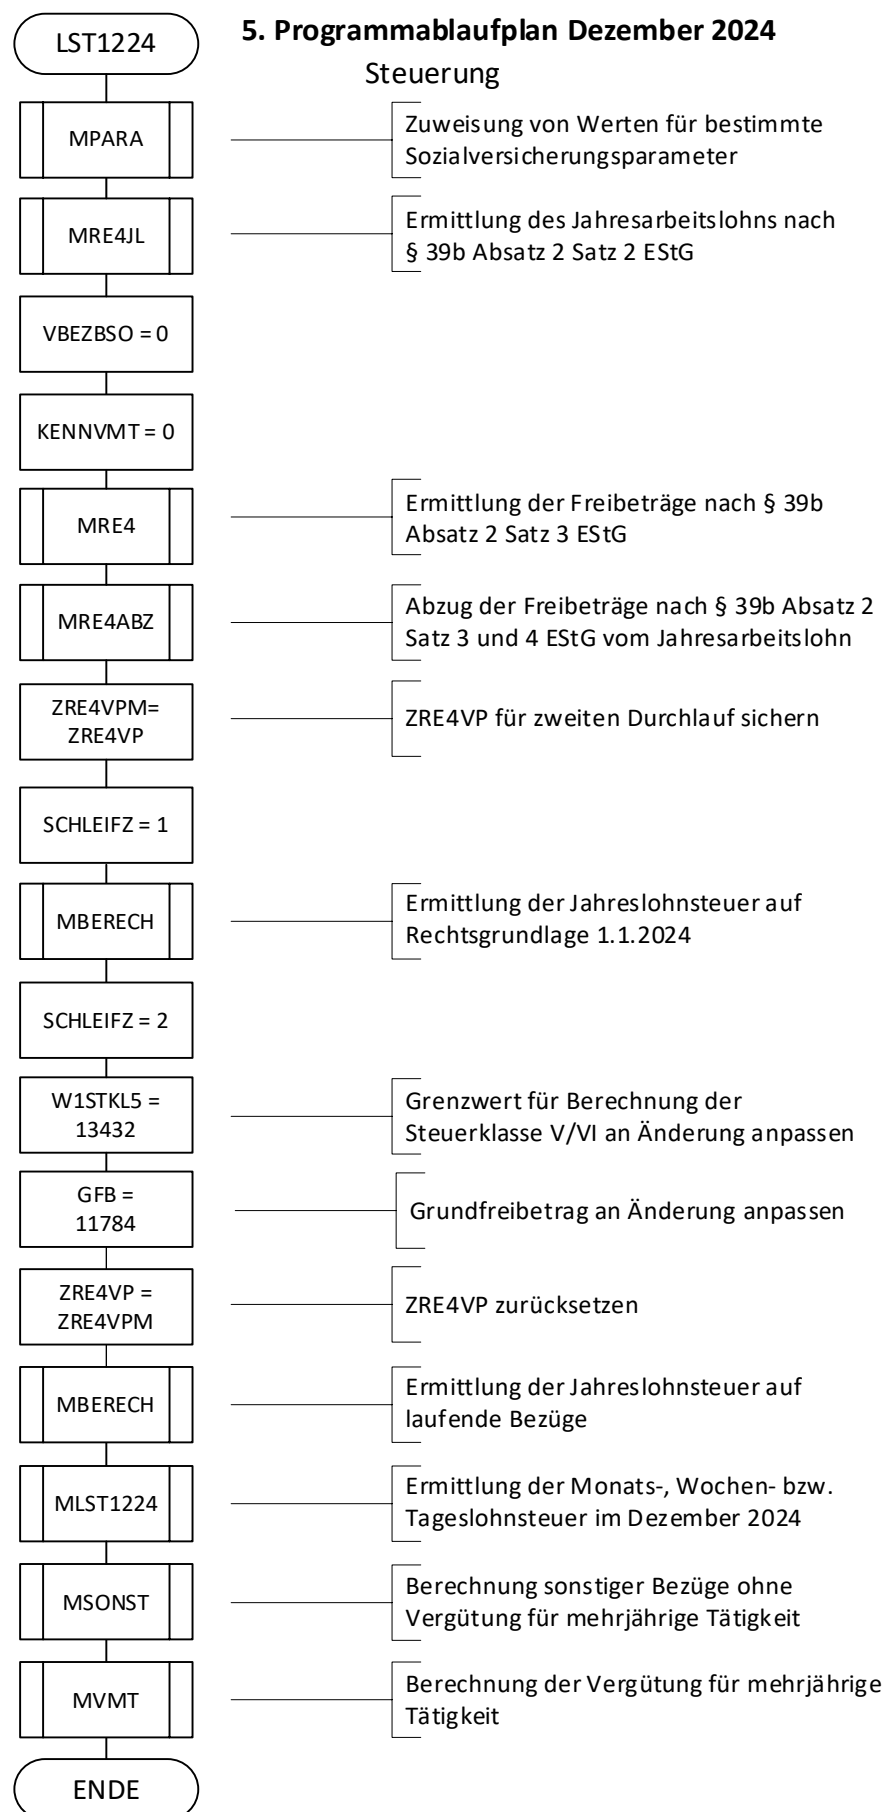 LST1224
5. Programmablaufplan Dezember 2024
Steuerung
MPARA
Zuweisung von Werten für bestimmte
Sozialversicherungsparameter
MRE4JL
Ermittlung des Jahresarbeitslohns nach
§ 39b Absatz 2 Satz 2 EStG
VBEZBSO = 0
KENNVMT = 0
MRE4
Ermittlung der Freibeträge nach § 39b
Absatz 2 Satz 3 EStG
MRE4ABZ
Abzug der Freibeträge nach § 39b Absatz 2
Satz 3 und 4 EStG vom Jahresarbeitslohn
ZRE4VPM=
ZRE4VP
ZRE4VP für zweiten Durchlauf sichern
SCHLEIFZ = 1
MBERECH
Ermittlung der Jahreslohnsteuer auf
Rechtsgrundlage 1.1.2024
SCHLEIFZ = 2
W1STKL5 =
13432
Grenzwert für Berechnung der
Steuerklasse V/VI an Änderung anpassen
GFB =
11784
Grundfreibetrag an Änderung anpassen
ZRE4VP =
ZRE4VPM
ZRE4VP zurücksetzen
MBERECH
Ermittlung der Jahreslohnsteuer auf
laufende Bezüge
MLST1224
Ermittlung der Monats-, Wochen- bzw.
Tageslohnsteuer im Dezember 2024
MSONST
Berechnung sonstiger Bezüge ohne
Vergütung für mehrjährige Tätigkeit
MVMT
Berechnung der Vergütung für mehrjährige
Tätigkeit
ENDE